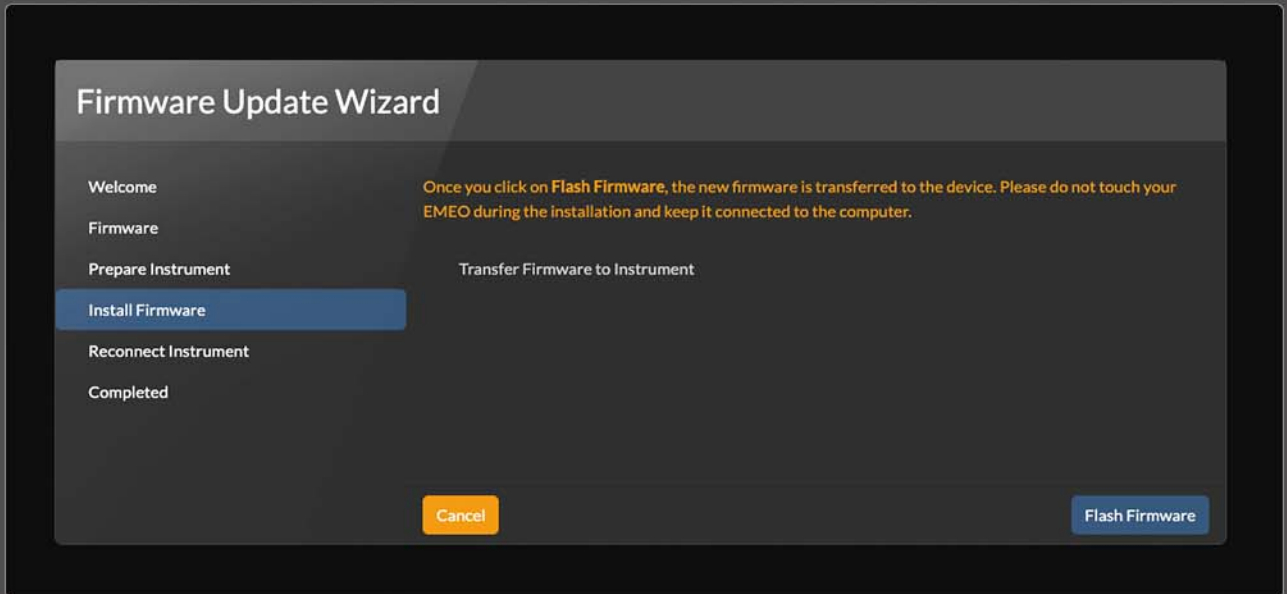 Firmware Update Wizard
Welcome
Firmware
Prepare Instrument
Install Firmware
Reconnect Instrument
Completed
Once you click on Flash Firmware, the new firmware is transferred to the device. Please do not touch your
EMEO during the installation and keep it connected to the computer.
Transfer Firmware to Instrument
Cancel
Flash Firmware